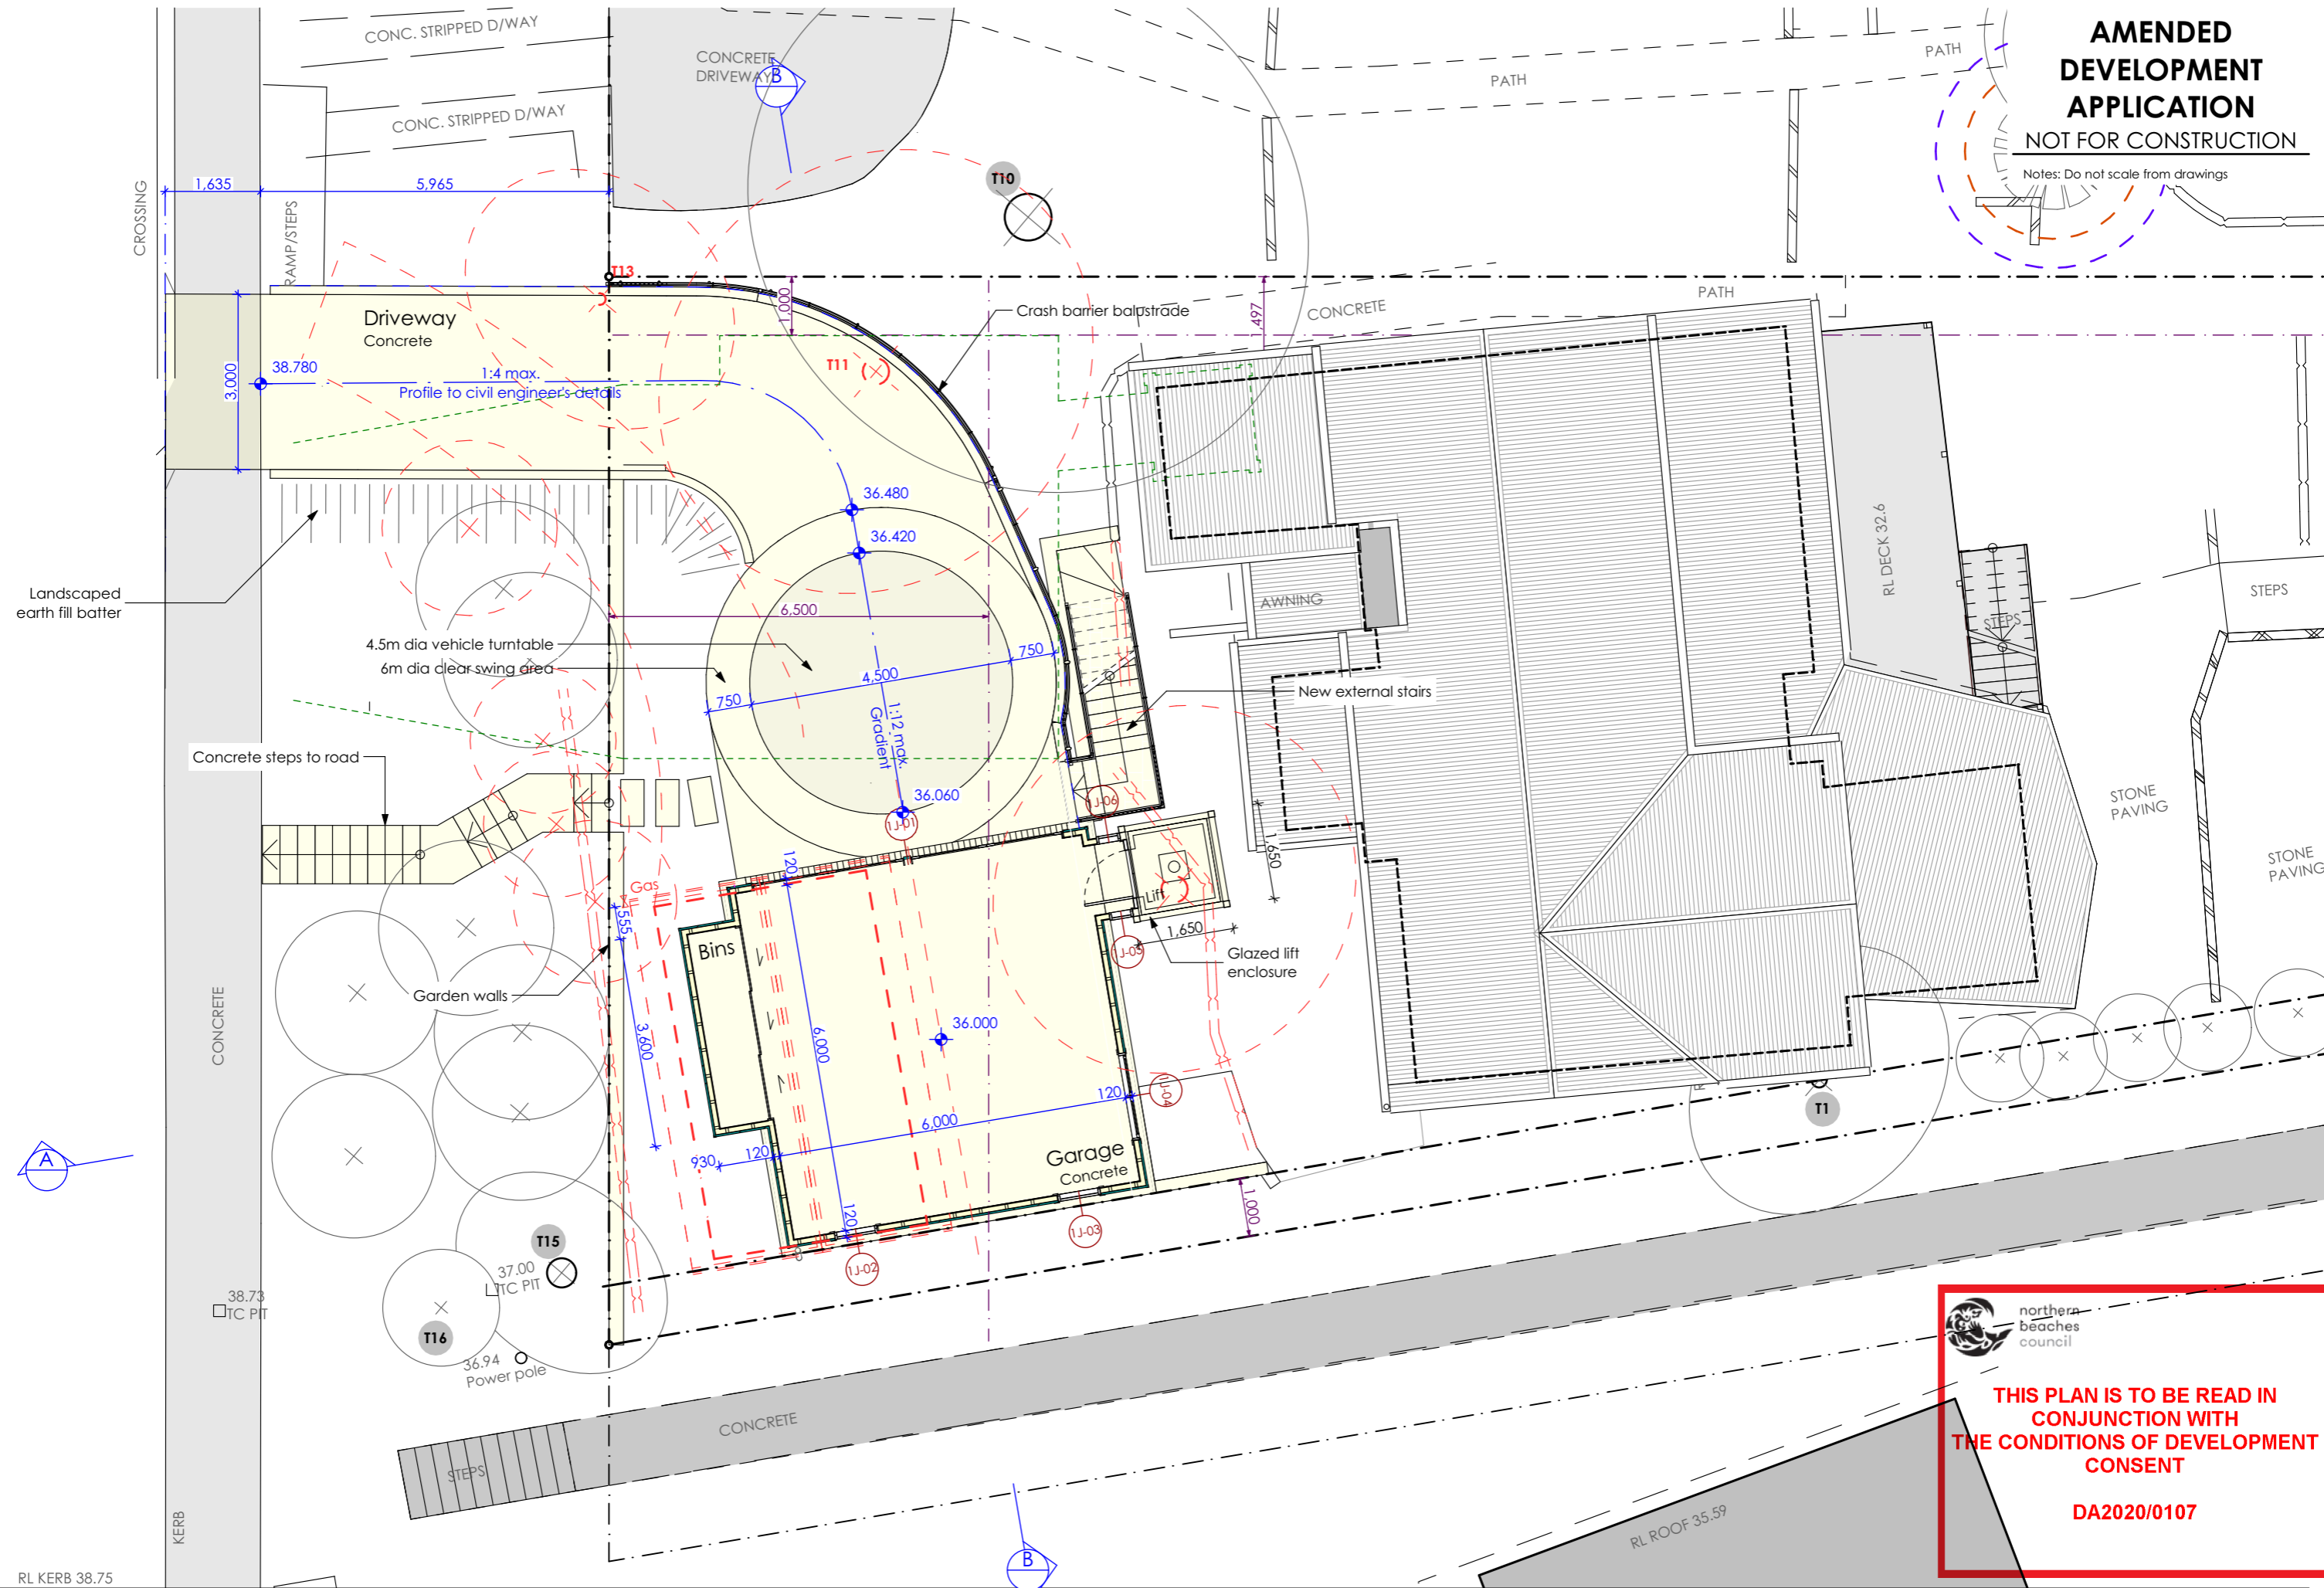 CONC. STRIPPED D/WAY
CONCRETE
DRIVEWAY
B
PATH
PATH
AMENDED
DEVELOPMENT
APPLICATION
NOT FOR CONSTRUCTION
Notes: Do not scale from drawings
CONC. STRIPPED D/WAY
CROSSING
1,635
5,965
RAMP/STEPS
T10
T13
1,000
,497
Crash barrier balustrade
CONCRETE
PATH
Driveway
Concrete
38.780
3,000
1:4 max.
Profile to civil engineer's details
T11
36.480
36.420
RL DECK 32.6
Landscaped
earth fill batter
6,500
AWNING
STEPS
STEPS
4.5m dia vehicle turntable
6m dia clear swing area
750
4,500
750
New external stairs
1:12 max.
Gradient
Concrete steps to road
36.060
1J-01
1J-06
STONE
PAVING
STONE
PAVING
1,650
120
Gas
555
Bins
Lift
1,650
1J-05
Glazed lift
enclosure
Garden walls
CONCRETE
3,600
6,000
36.000
120
1J-04
6,000
T1
A
930
120
Garage
Concrete
1,000
120
1J-03
1J-02
T15
37.00
TC PIT
38.73
TC PIT
T16
36.94
Power pole
northern
beaches
council
THIS PLAN IS TO BE READ IN
CONJUNCTION WITH
THE CONDITIONS OF DEVELOPMENT
CONSENT
DA2020/0107
CONCRETE
STEPS
KERB
RL ROOF 35.59
B
RL KERB 38.75